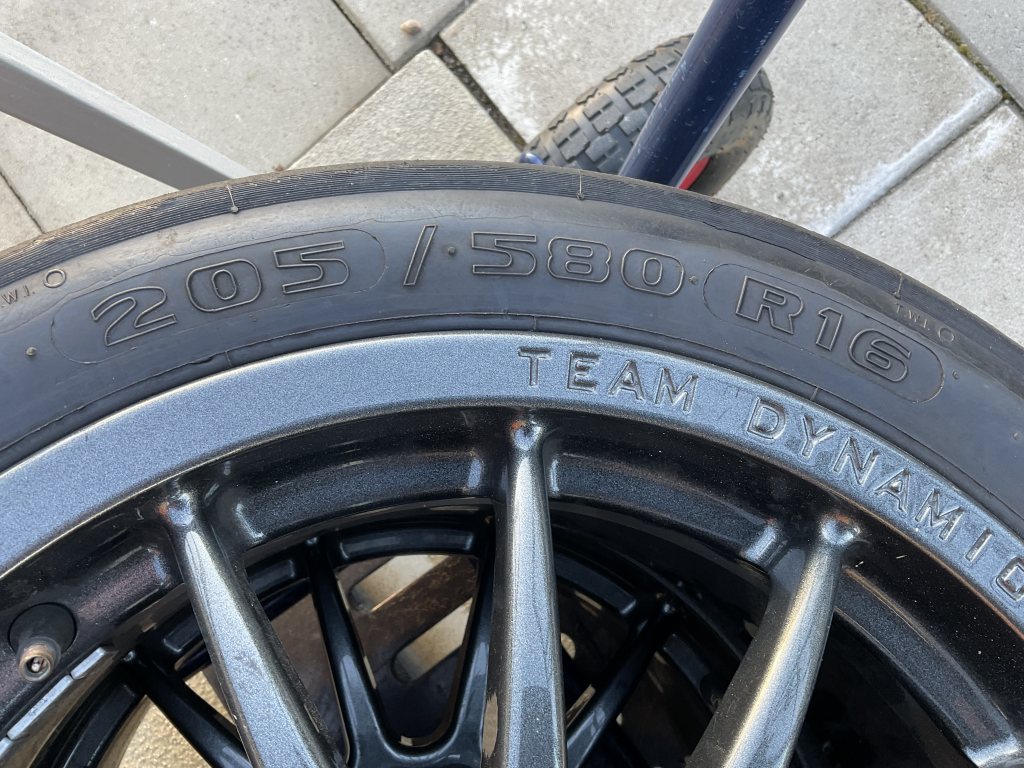 205 / 580 R16
T.W.I.
TEAM DYNAMIC